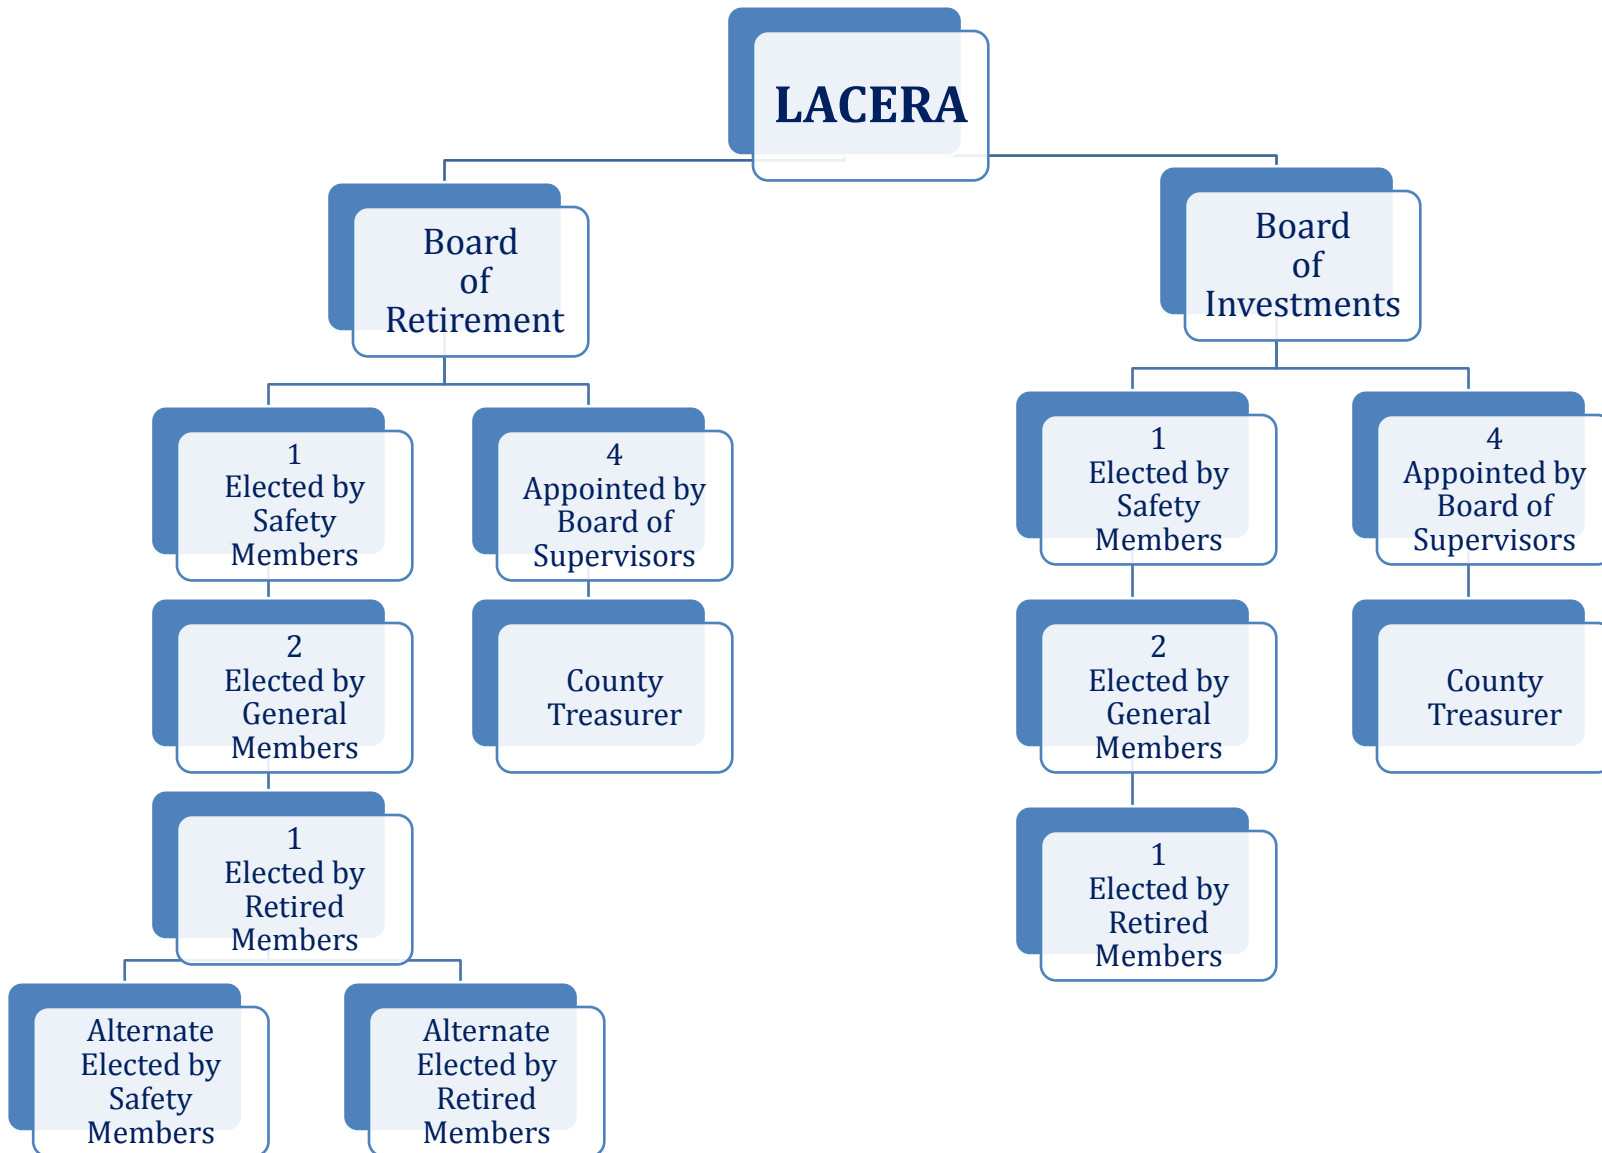 LACERA
Board
of
Retirement
Board
of
Investments
1
Elected by
Safety
Members
4
Appointed by
Board of
Supervisors
1
Elected by
Safety
Members
4
Appointed by
Board of
Supervisors
2
Elected by
General
Members
County
Treasurer
2
Elected by
General
Members
County
Treasurer
1
Elected by
Retired
Members
1
Elected by
Retired
Members
Alternate
Elected by
Safety
Members
Alternate
Elected by
Retired
Members